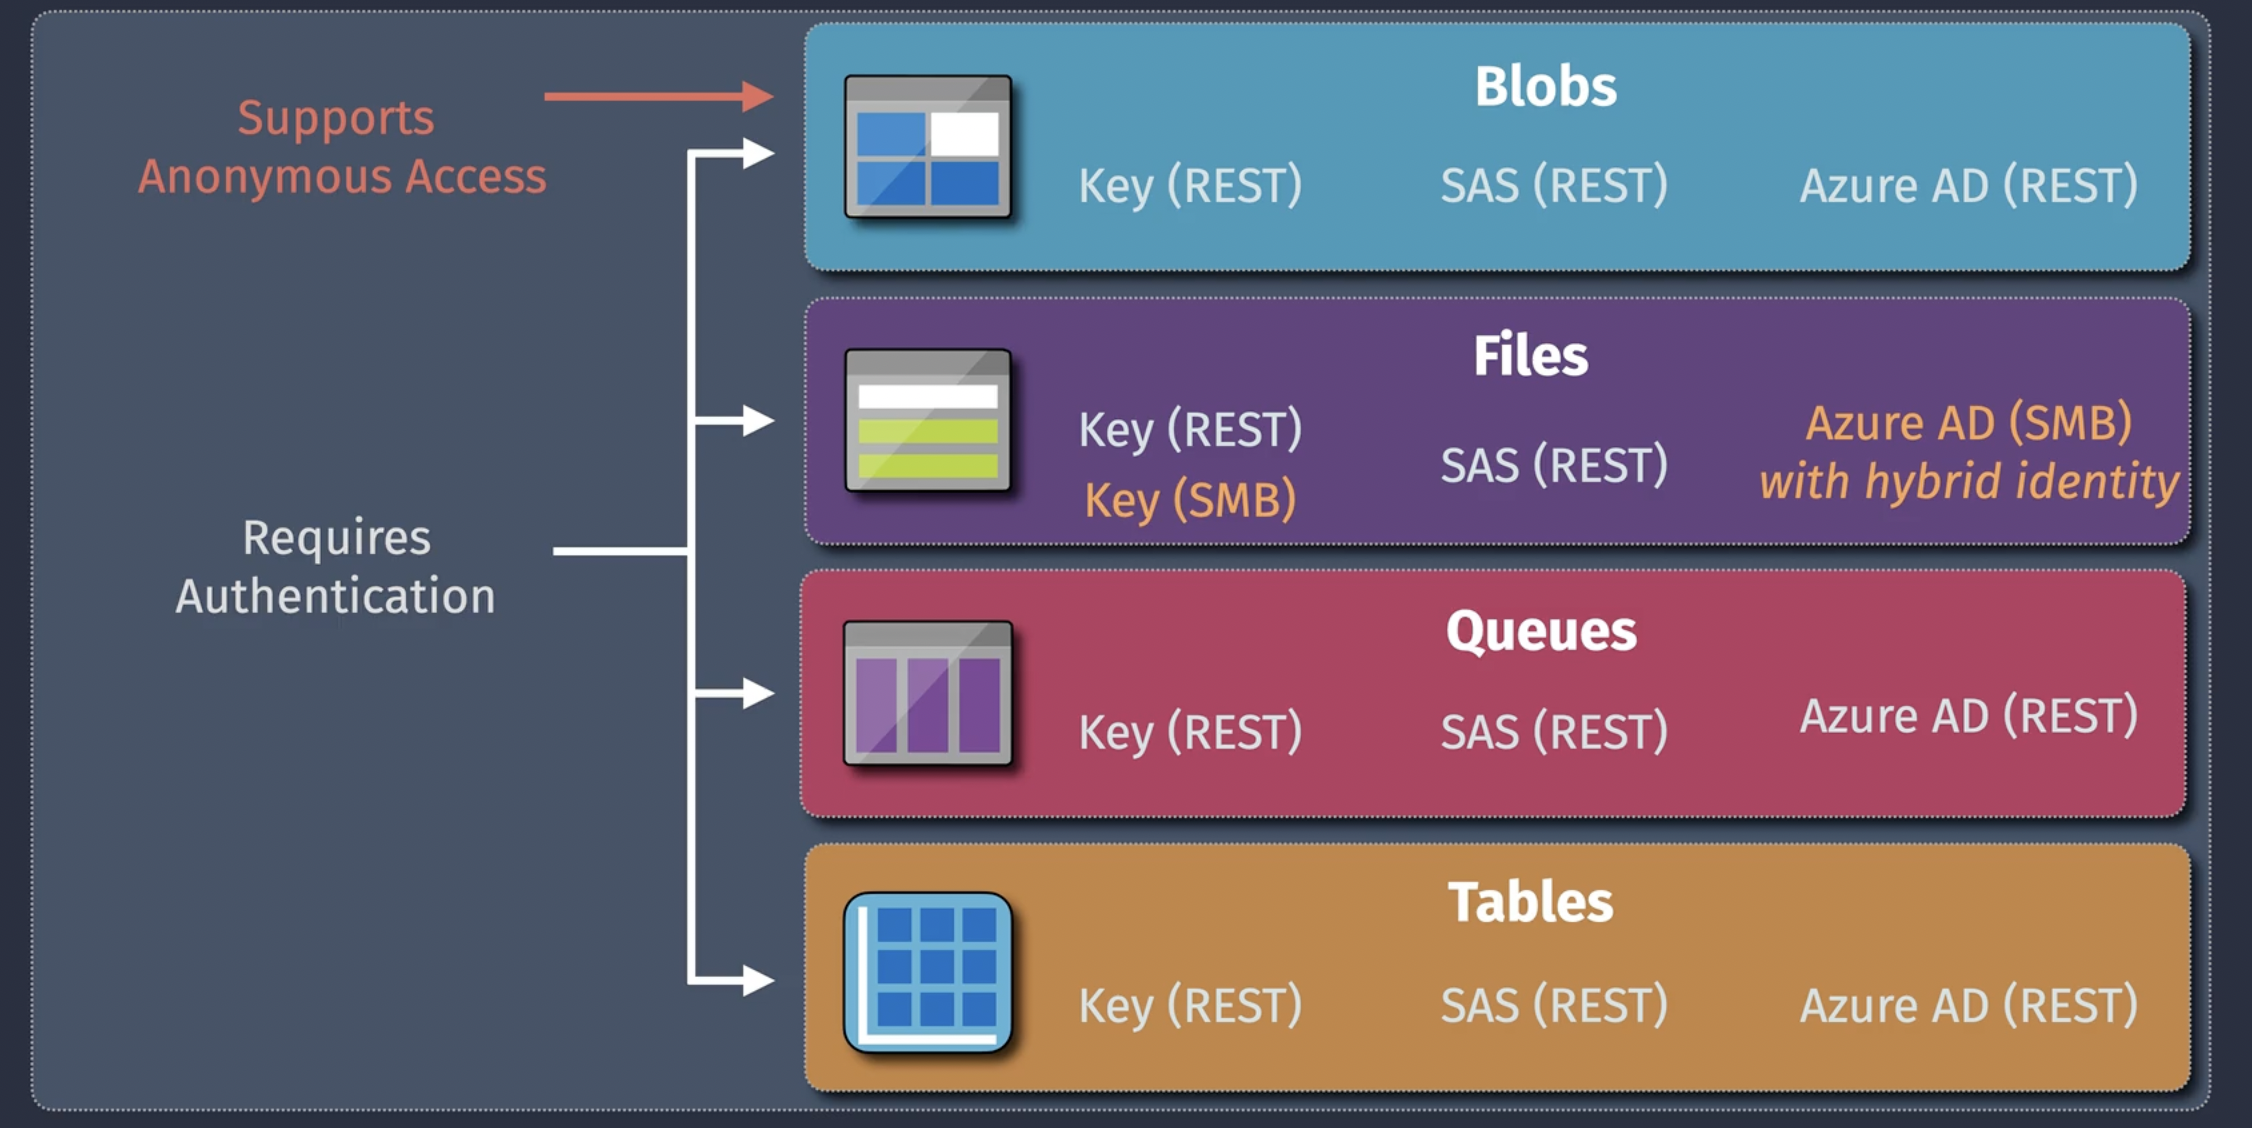 Supports
Anonymous Access
Requires
Authentication
Blobs
Key (REST)
SAS (REST)
Azure AD (REST)
Files
Key (REST)
Key (SMB)
SAS (REST)
Azure AD (SMB)
with hybrid identity
Queues
Key (REST)
SAS (REST)
Azure AD (REST)
Tables
Key (REST)
SAS (REST)
Azure AD (REST)